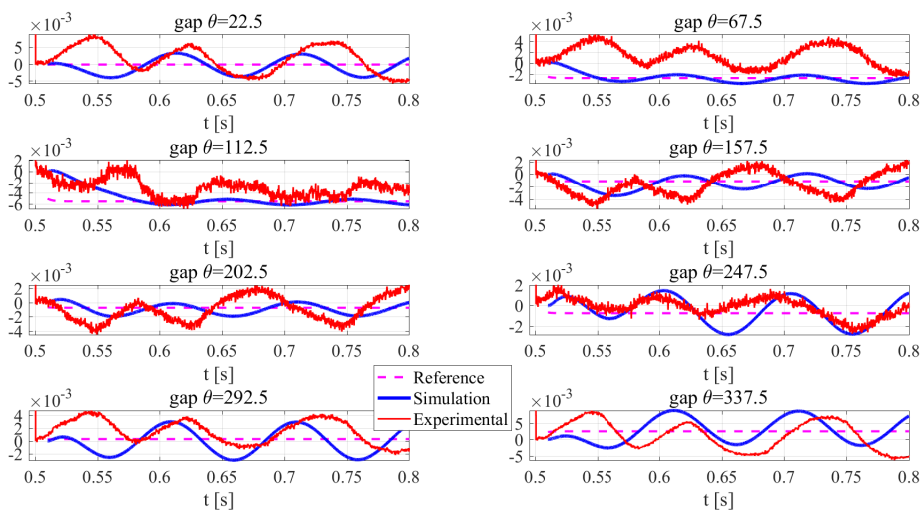 ×10⁻³ gap θ=22.5
5
0
-5
0.5 0.55 0.6 0.65 0.7 0.75 0.8
t [s]
×10⁻³ gap θ=67.5
4
2
0
-2
0.5 0.55 0.6 0.65 0.7 0.75 0.8
t [s]
×10⁻³ gap θ=112.5
2
0
-2
-4
-6
0.5 0.55 0.6 0.65 0.7 0.75 0.8
t [s]
×10⁻³ gap θ=157.5
2
0
-2
-4
0.5 0.55 0.6 0.65 0.7 0.75 0.8
t [s]
×10⁻³ gap θ=202.5
2
0
-2
-4
0.5 0.55 0.6 0.65 0.7 0.75 0.8
t [s]
×10⁻³ gap θ=247.5
2
0
-2
0.5 0.55 0.6 0.65 0.7 0.75 0.8
t [s]
×10⁻³ gap θ=292.5
4
2
0
-2
0.5 0.55 0.6 0.65 0.7 0.75 0.8
t [s]
Reference
Simulation
Experimental
×10⁻³ gap θ=337.5
5
0
-5
0.5 0.55 0.6 0.65 0.7 0.75 0.8
t [s]